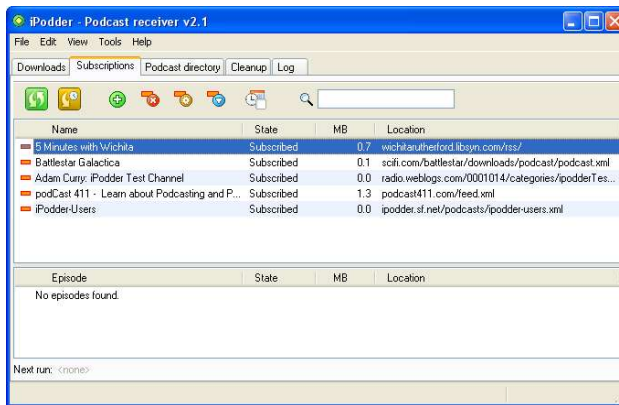 iPodder - Podcast receiver v2.1
File Edit View Tools Help
Downloads Subscriptions Podcast directory Cleanup Log
Name State MB Location
5 Minutes with Wichita Subscribed 0.7 wichitarutherford.libsyn.com/rss/
Battlestar Galactica Subscribed 0.1 scifi.com/battlestar/downloads/podcast/podcast.xml
Adam Curry: iPodder Test Channel Subscribed 0.0 radio.weblogs.com/0001014/categories/ipodderTes...
podCast 411 - Learn about Podcasting and P... Subscribed 1.3 podcast411.com/feed.xml
iPodder-Users Subscribed 0.0 ipodder.sf.net/podcasts/ipodder-users.xml
Episode State MB Location
No episodes found.
Next run: <none>